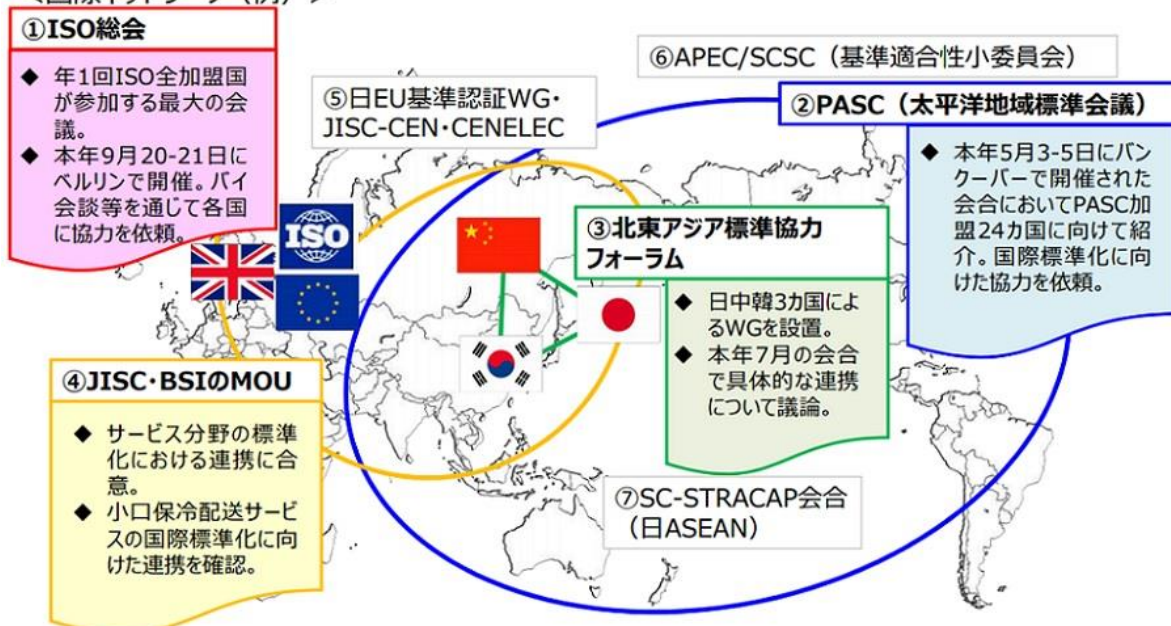 ①ISO総会
◆ 年1回ISO全加盟国
が参加する最大の会
議。
◆ 本年9月20-21日に
ベルリンで開催。バイ
会談等を通じて各国
に協力を依頼。
⑥APEC/SCSC（基準適合性小委員会）
⑤日EU基準認証WG・
JISC-CEN・CENELEC
②PASC（太平洋地域標準会議）
◆ 本年5月3-5日にバン
クーバーで開催された
会合においてPASC加
盟24カ国に向けて紹
介。国際標準化に向
けた協力を依頼。
ISO
③北東アジア標準協力
フォーラム
◆ 日中韓3カ国によ
るWGを設置。
◆ 本年7月の会合
で具体的な連携
について議論。
④JISC・BSIのMOU
◆ サービス分野の標準
化における連携に合
意。
◆ 小口保冷配送サービ
スの国際標準化に向
けた連携を確認。
⑦SC-STRACAP会合
（日ASEAN）